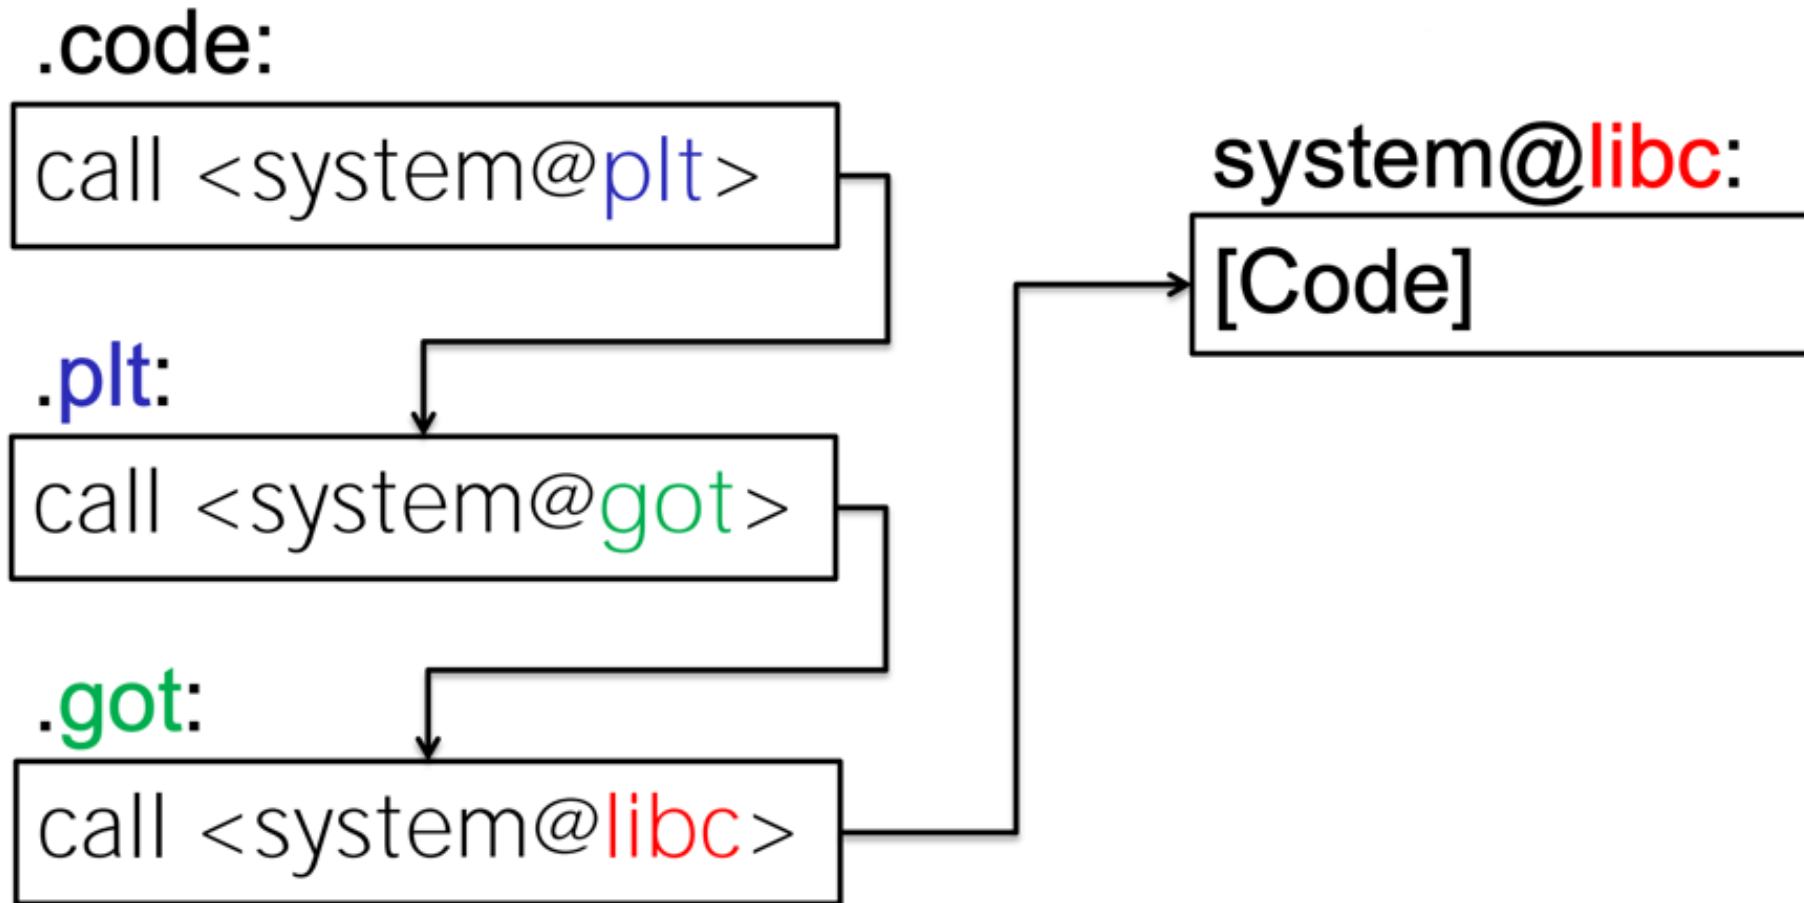 .code:
call <system@plt>
.plt:
call <system@got>
.got:
call <system@libc>
system@libc:
[Code]